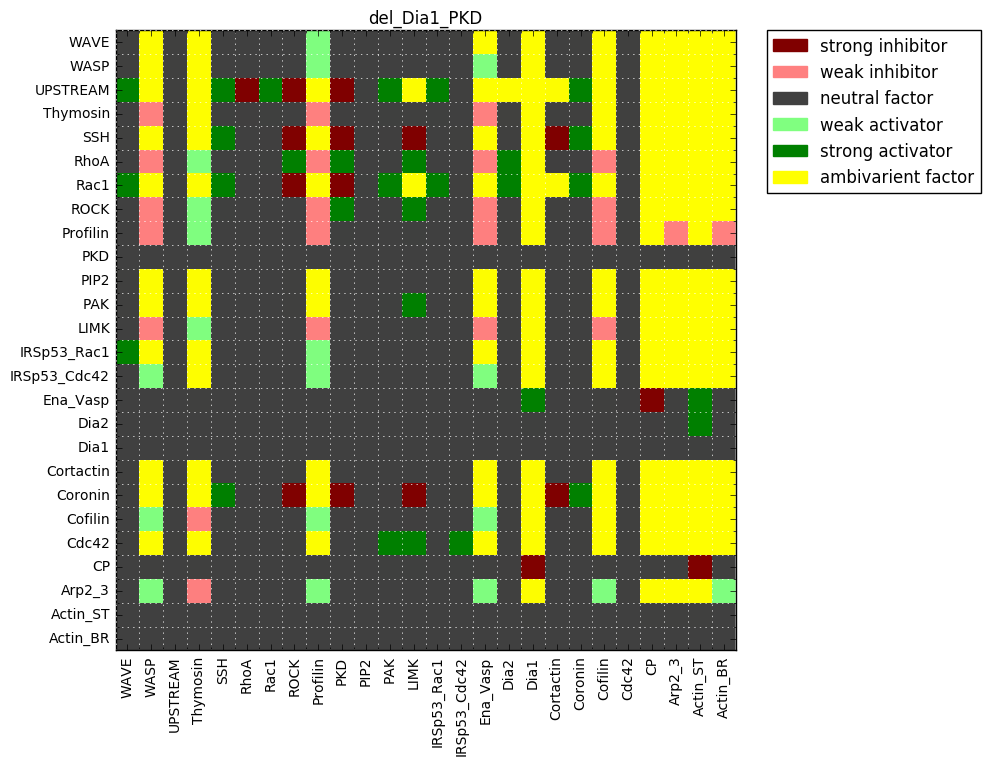 del_Dia1_PKD
strong inhibitor
weak inhibitor
neutral factor
weak activator
strong activator
ambivarient factor
WAVE
WASP
UPSTREAM
Thymosin
SSH
RhoA
Rac1
ROCK
Profilin
PKD
PIP2
PAK
LIMK
IRSp53_Rac1
IRSp53_Cdc42
Ena_Vasp
Dia2
Dia1
Cortactin
Coronin
Cofilin
Cdc42
CP
Arp2_3
Actin_ST
Actin_BR
WAVE
WASP
UPSTREAM
Thymosin
SSH
RhoA
Rac1
ROCK
Profilin
PKD
PIP2
PAK
LIMK
IRSp53_Rac1
IRSp53_Cdc42
Ena_Vasp
Dia2
Dia1
Cortactin
Coronin
Cofilin
Cdc42
CP
Arp2_3
Actin_ST
Actin_BR